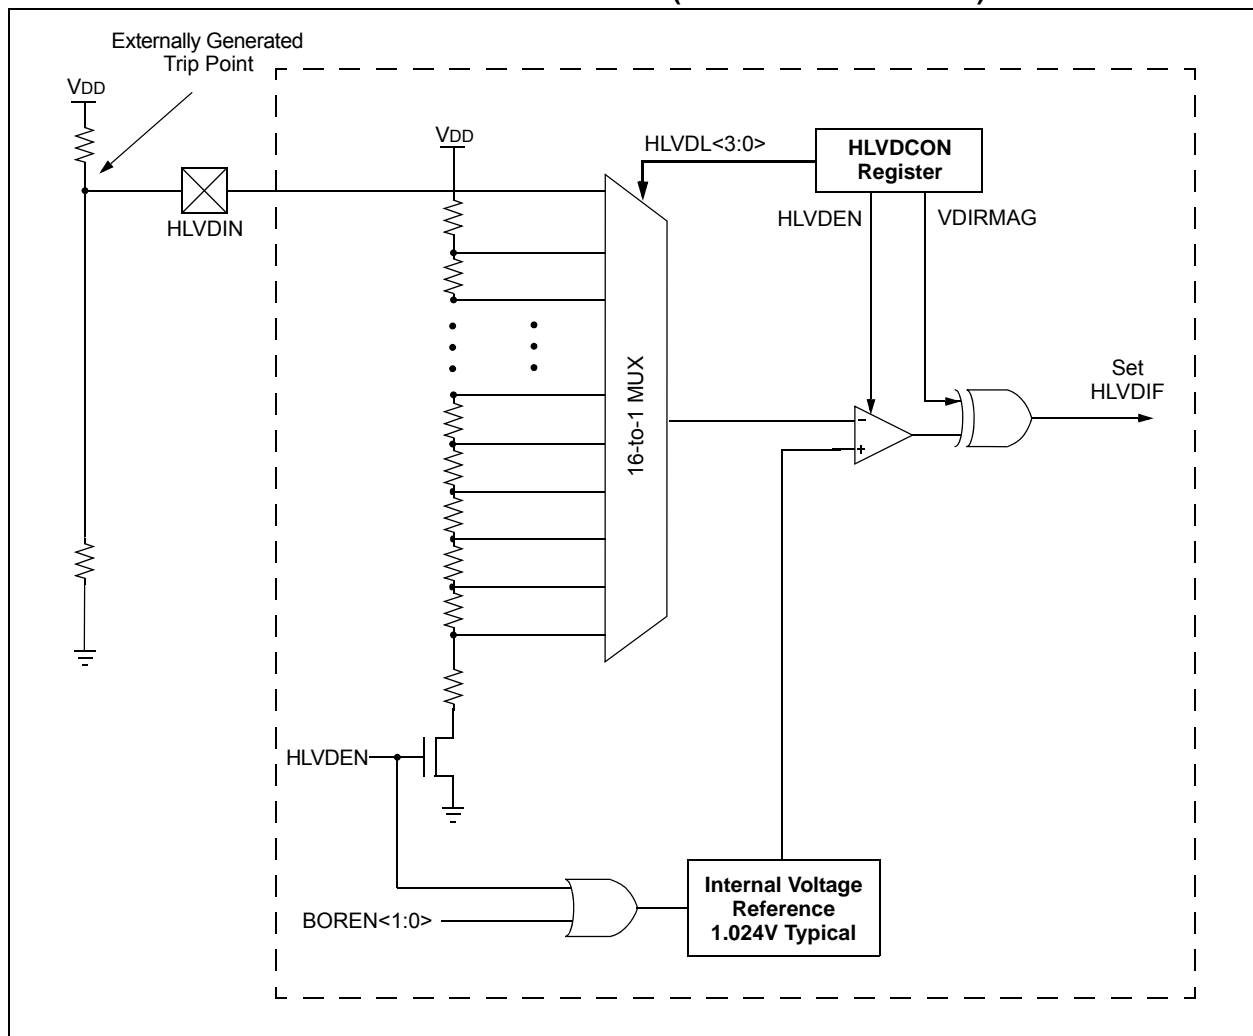 Externally Generated
Trip Point
VDD
VDD
HLVDL<3:0>
HLVDCON
Register
HLVDIN
HLVDEN
VDIRMAG
16-to-1 MUX
Set
HLVDIF
–
+
HLVDEN
BOREN<1:0>
Internal Voltage
Reference
1.024V Typical